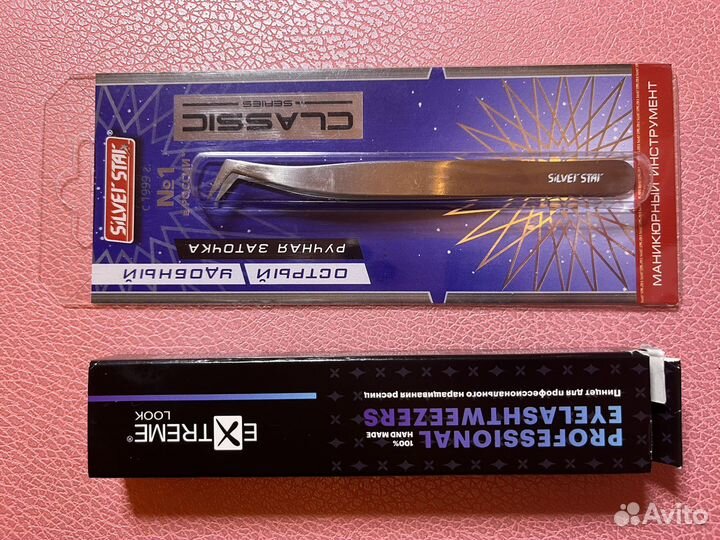 SILVER STAR
с 1999 г.
№1
в РОССИИ
CLASSIC
SERIES
SILVER STAR
РУЧНАЯ ЗАТОЧКА
ОСТРЫЙ / УДОБНЫЙ
МАНИКЮРНЫЙ ИНСТРУМЕНТ
EXTREME®
LOOK
PROFESSIONAL
100%
HAND MADE
EYELASHTWEEZERS
Пинцет для профессионального наращивания ресниц
Avito